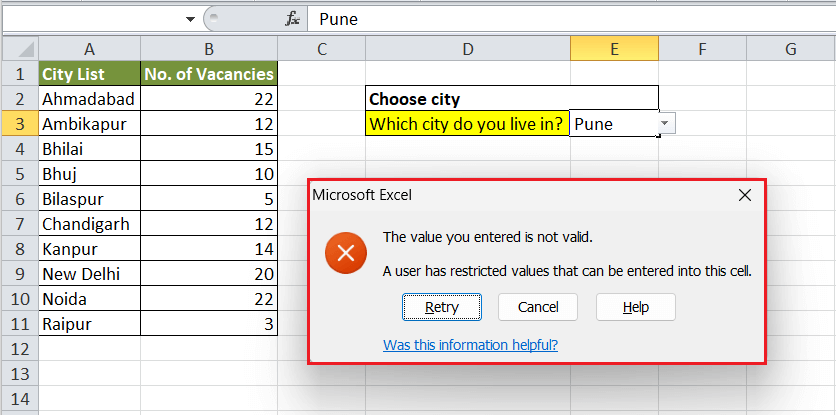 fx Pune
A B C D E F G
1 City List No. of Vacancies
2 Ahmadabad 22 Choose city
3 Ambikapur 12 Which city do you live in? Pune
4 Bhilai 15
5 Bhuj 10
6 Bilaspur 5
7 Chandigarh 12
8 Kanpur 14
9 New Delhi 20
10 Noida 22
11 Raipur 3
12
13
14
Microsoft Excel
The value you entered is not valid.
A user has restricted values that can be entered into this cell.
Retry Cancel Help
Was this information helpful?